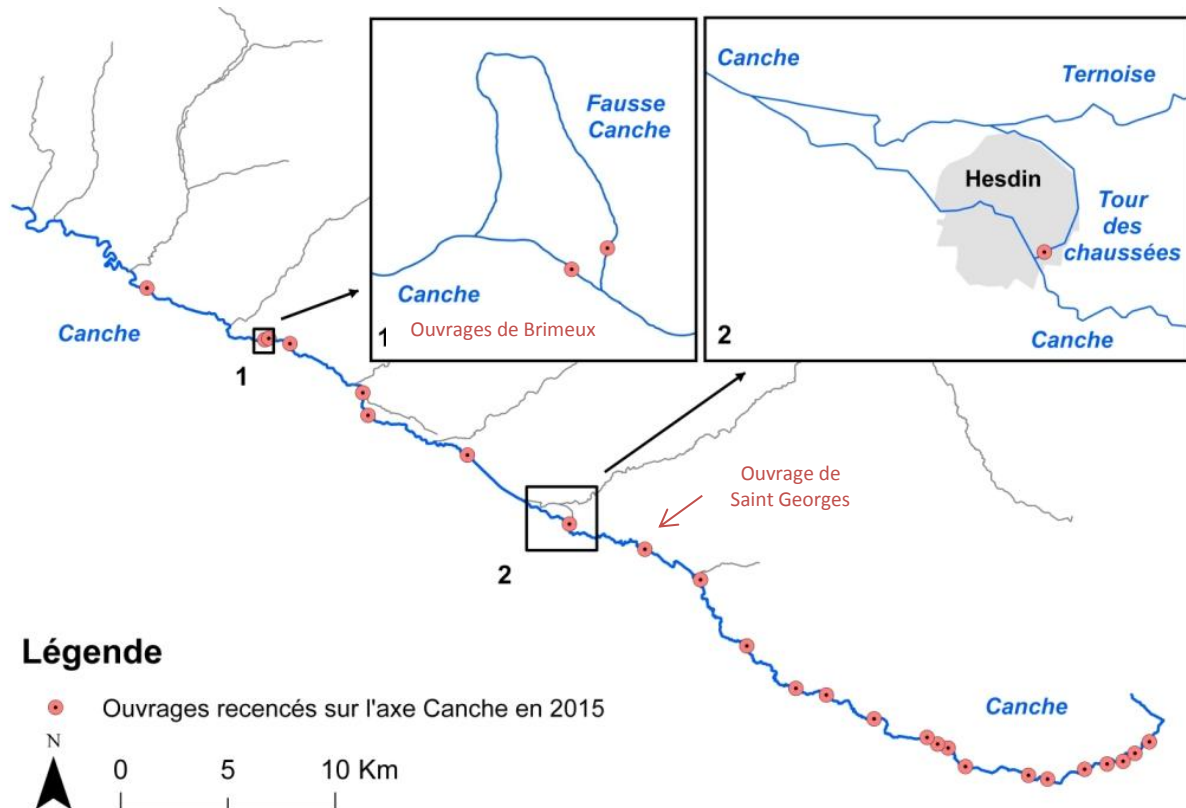 Canche
1
Fausse
Canche
Canche
1
Ouvrages de Brimeux
Canche
Ternoise
Hesdin
Tour
des
chaussées
2
Canche
Ouvrage de
Saint Georges
2
Canche
Légende
Ouvrages recencés sur l'axe Canche en 2015
N
0 5 10 Km